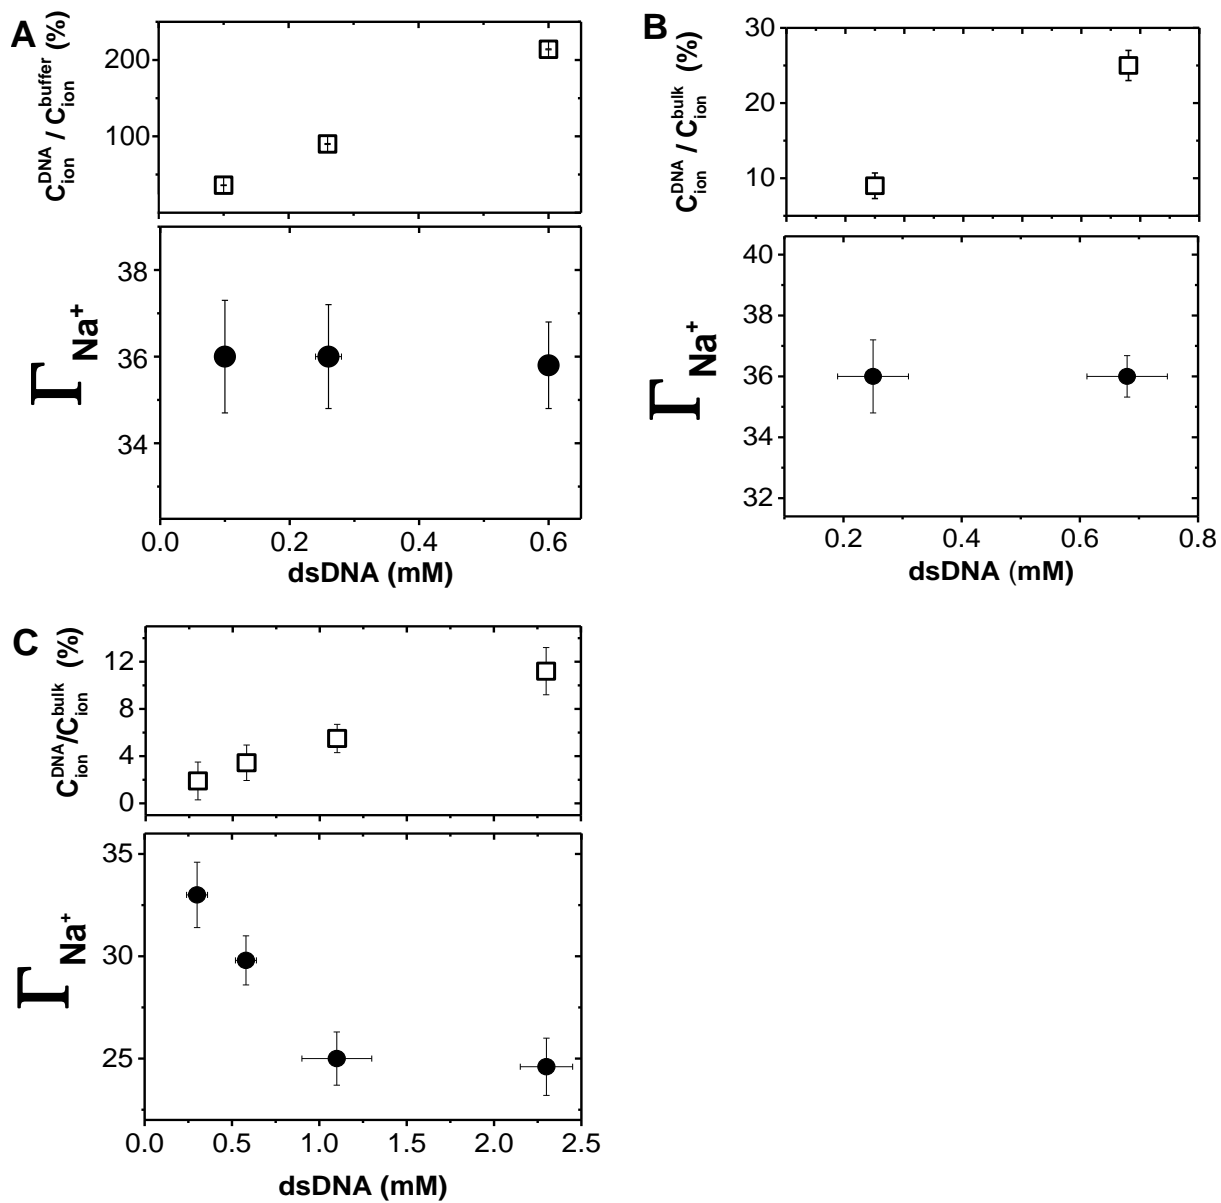 A
C_ion^DNA / C_ion^buffer (%)
200
100
Γ_Na⁺
38
36
34
0.0 0.2 0.4 0.6
dsDNA (mM)
B
C_ion^DNA / C_ion^bulk (%)
30
20
10
Γ_Na⁺
40
38
36
34
32
0.2 0.4 0.6 0.8
dsDNA (mM)
C
C_ion^DNA/C_ion^bulk (%)
12
8
4
0
Γ_Na⁺
35
30
25
0.0 0.5 1.0 1.5 2.0 2.5
dsDNA (mM)